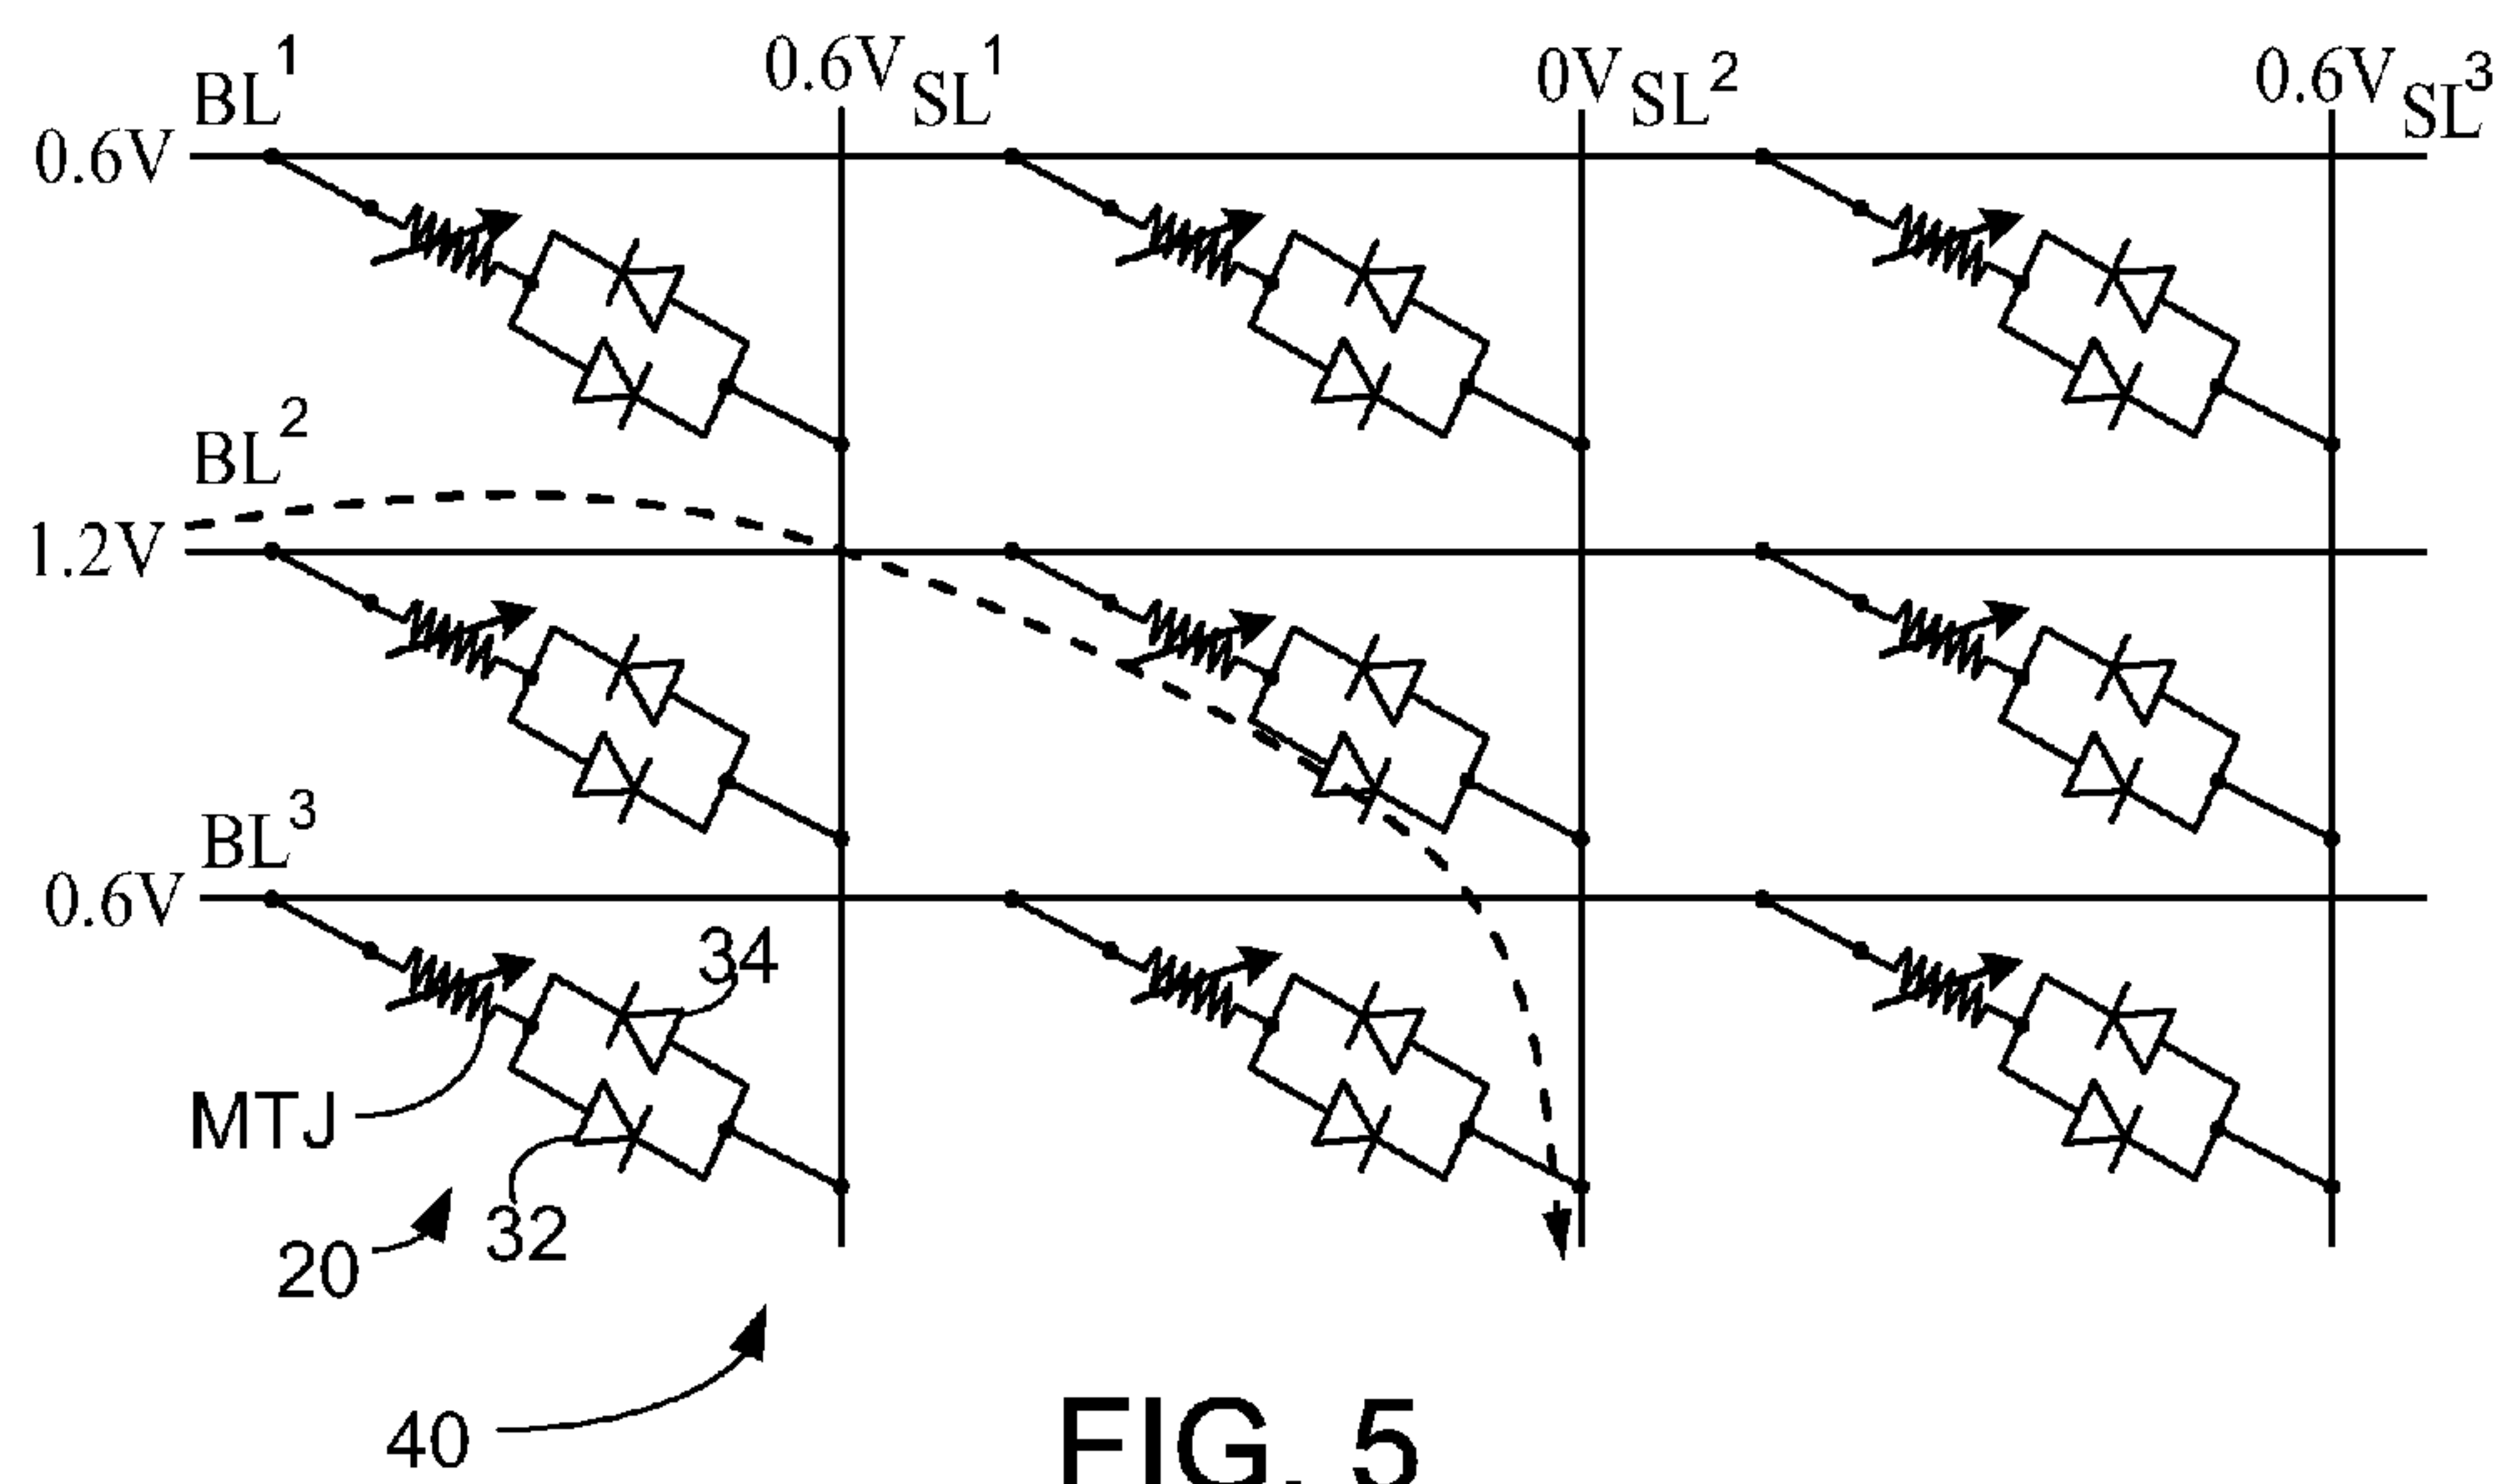 BL¹ 0.6V SL¹ 0V SL² 0.6V SL³
0.6V
BL²
1.2V
BL³
0.6V
34
MTJ
32
20
40
FIG. 5